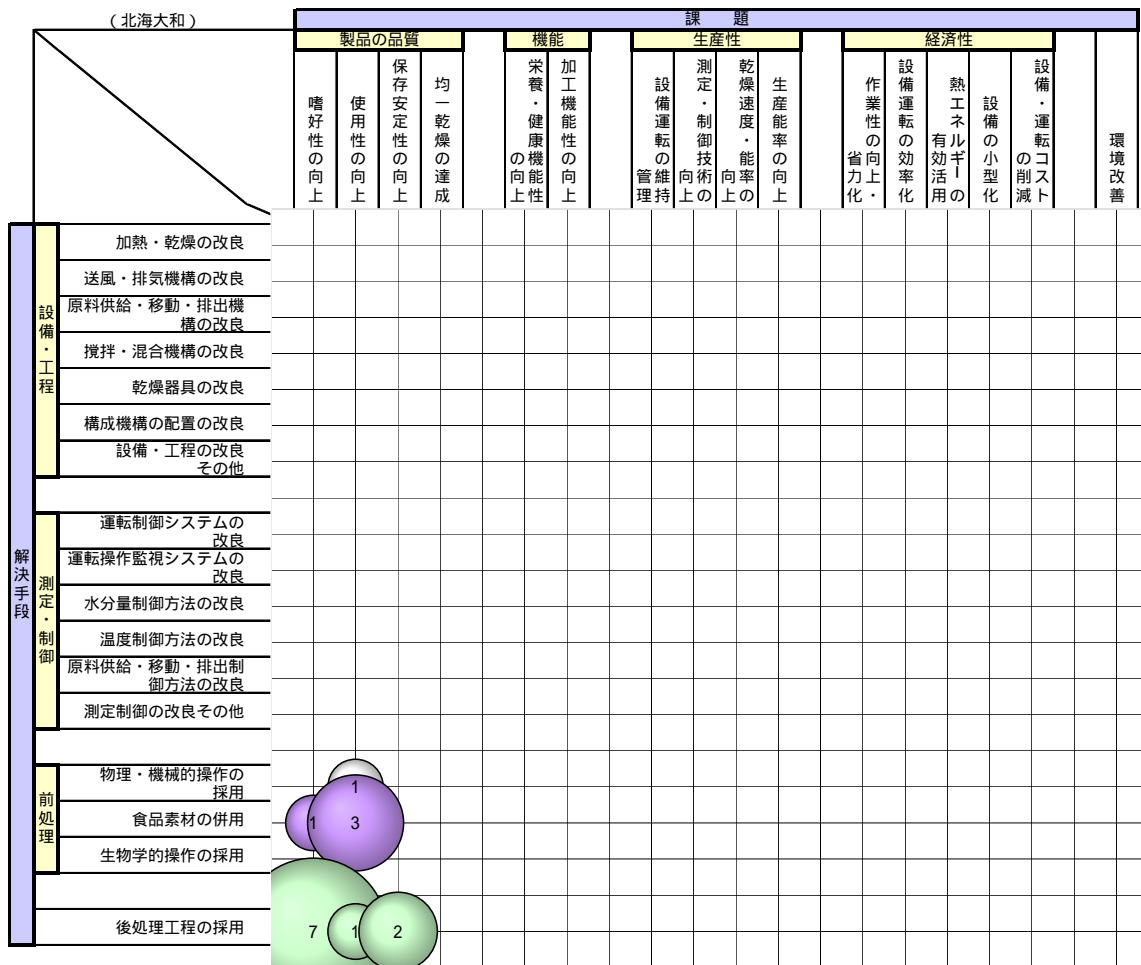 （北海大和）
課　題
製品の品質
機能
生産性
経済性
嗜好性の向上
使用性の向上
保存安定性の向上
均一乾燥の達成
栄養・健康機能性
の向上
加工機能性の向上
設備運転の維持
管理
測定・制御技術の
向上
乾燥速度・能率の
向上
生産能率の向上
作業性の向上・
省力化
設備運転の効率化
熱エネルギーの
有効活用
設備の小型化
設備・運転コスト
の削減
環境改善
解決手段
設備・工程
加熱・乾燥の改良
送風・排気機構の改良
原料供給・移動・排出機
構の改良
撹拌・混合機構の改良
乾燥器具の改良
構成機構の配置の改良
設備・工程の改良
その他
測定・制御
運転制御システムの
改良
運転操作監視システムの
改良
水分量制御方法の改良
温度制御方法の改良
原料供給・移動・排出制
御方法の改良
測定制御の改良その他
前処理
物理・機械的操作の
採用
1
食品素材の併用
1
3
生物学的操作の採用
後処理工程の採用
7
1
2